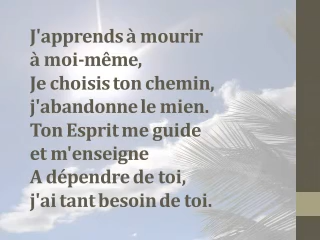 J'apprends à mourir
à moi-même,
Je choisis ton chemin,
j'abandonne le mien.
Ton Esprit me guide
et m'enseigne
A dépendre de toi,
j'ai tant besoin de toi.